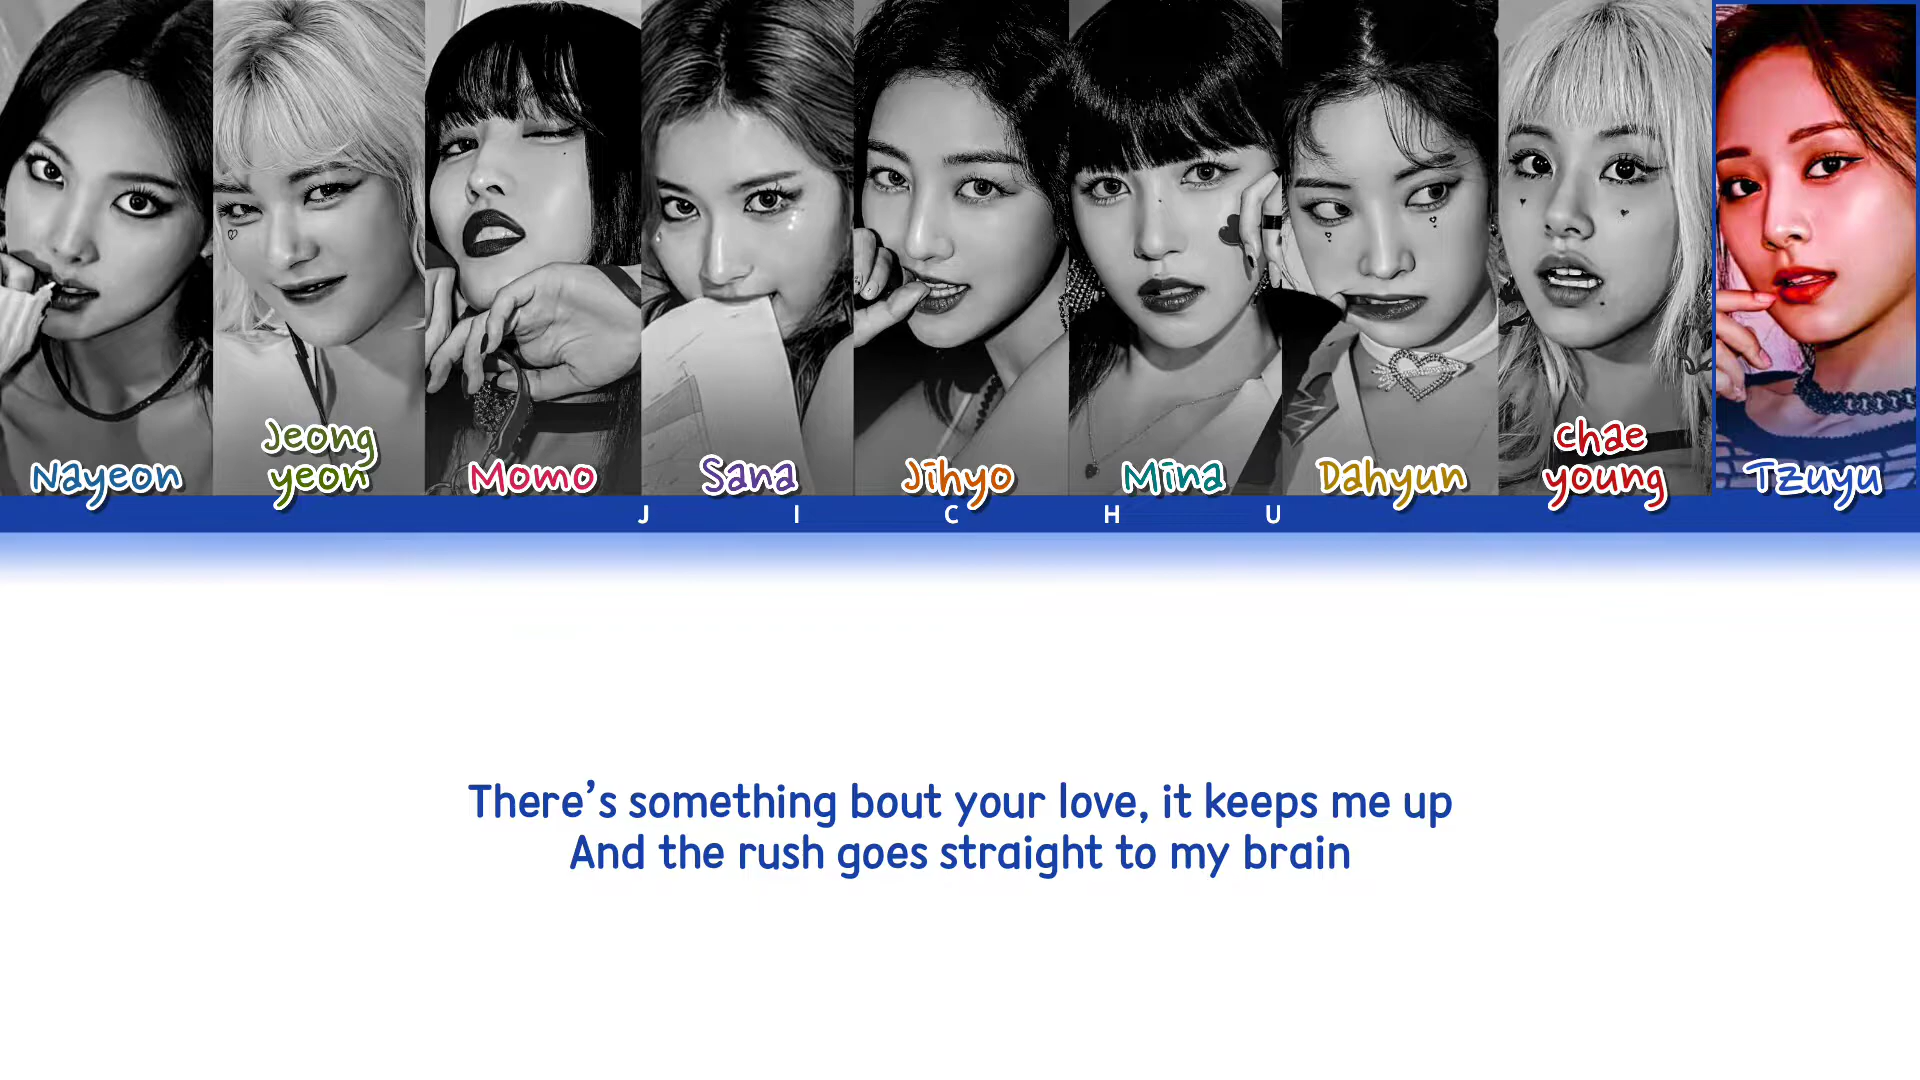 Nayeon
Jeong
yeon
Momo
Sana
Jihyo
Mina
Dahyun
chae
young
Tzuyu
J I C H U
There's something bout your love, it keeps me up
And the rush goes straight to my brain